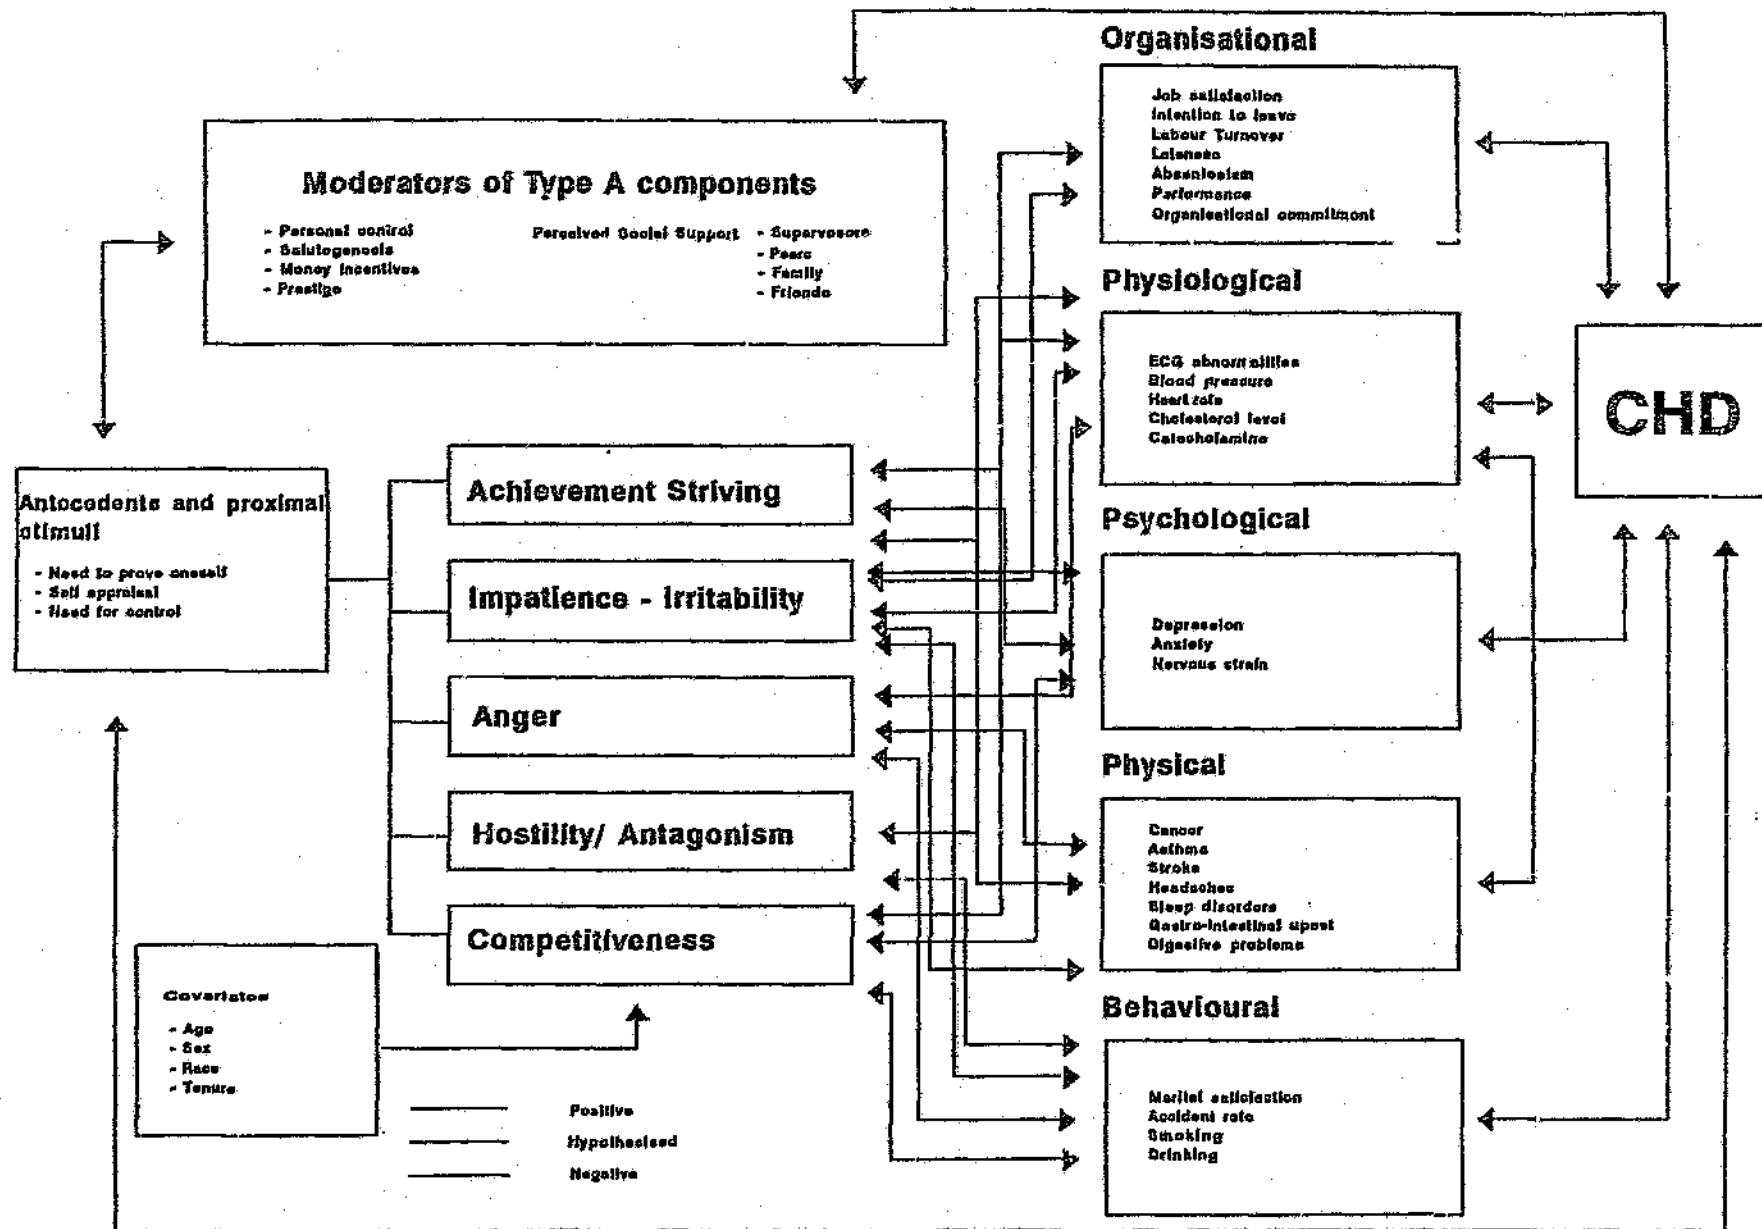 Organisational
Job satisfaction
Intention to leave
Labour Turnover
Lateness
Absenteeism
Performance
Organisational commitment
Moderators of Type A components
- Personal control
- Salutogenesis
- Money Incentives
- Prestige
Perceived Social Support
- Supervosors
- Peers
- Family
- Friends
Physiological
ECG abnormalities
Blood pressure
Heart rate
Cholesterol level
Catecholamine
CHD
Antecedents and proximal
stimuli
- Need to prove oneself
- Self appraisal
- Need for control
Achievement Striving
Impatience - Irritability
Anger
Hostility/ Antagonism
Competitiveness
Psychological
Depression
Anxiety
Nervous strain
Physical
Cancer
Asthma
Stroke
Headaches
Sleep disorders
Gastro-intestinal upset
Digestive problems
Covariates
- Age
- Sex
- Race
- Tenure
Behavioural
Marital satisfaction
Accident rate
Smoking
Drinking
Positive
Hypothesised
Negative